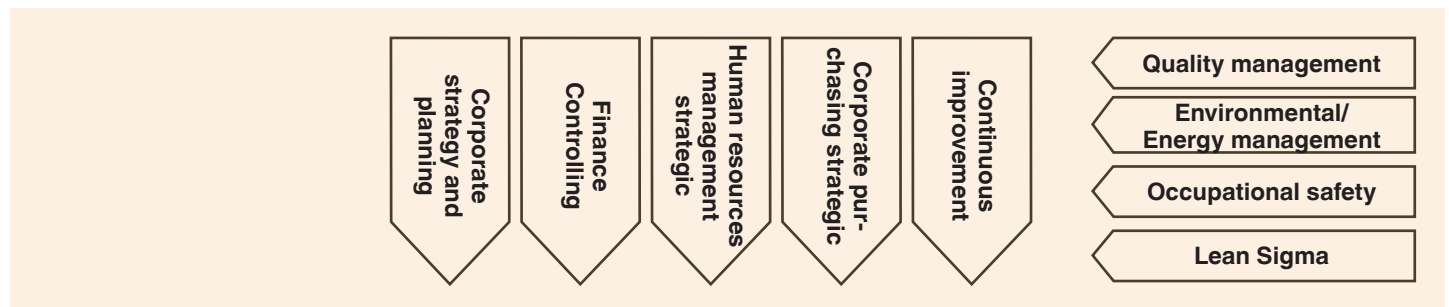 Corporate
strategy and
planning
Finance
Controlling
Human resources
management
strategic
Corporate pur-
chasing strategic
Continuous
improvement
Quality management
Environmental/
Energy management
Occupational safety
Lean Sigma